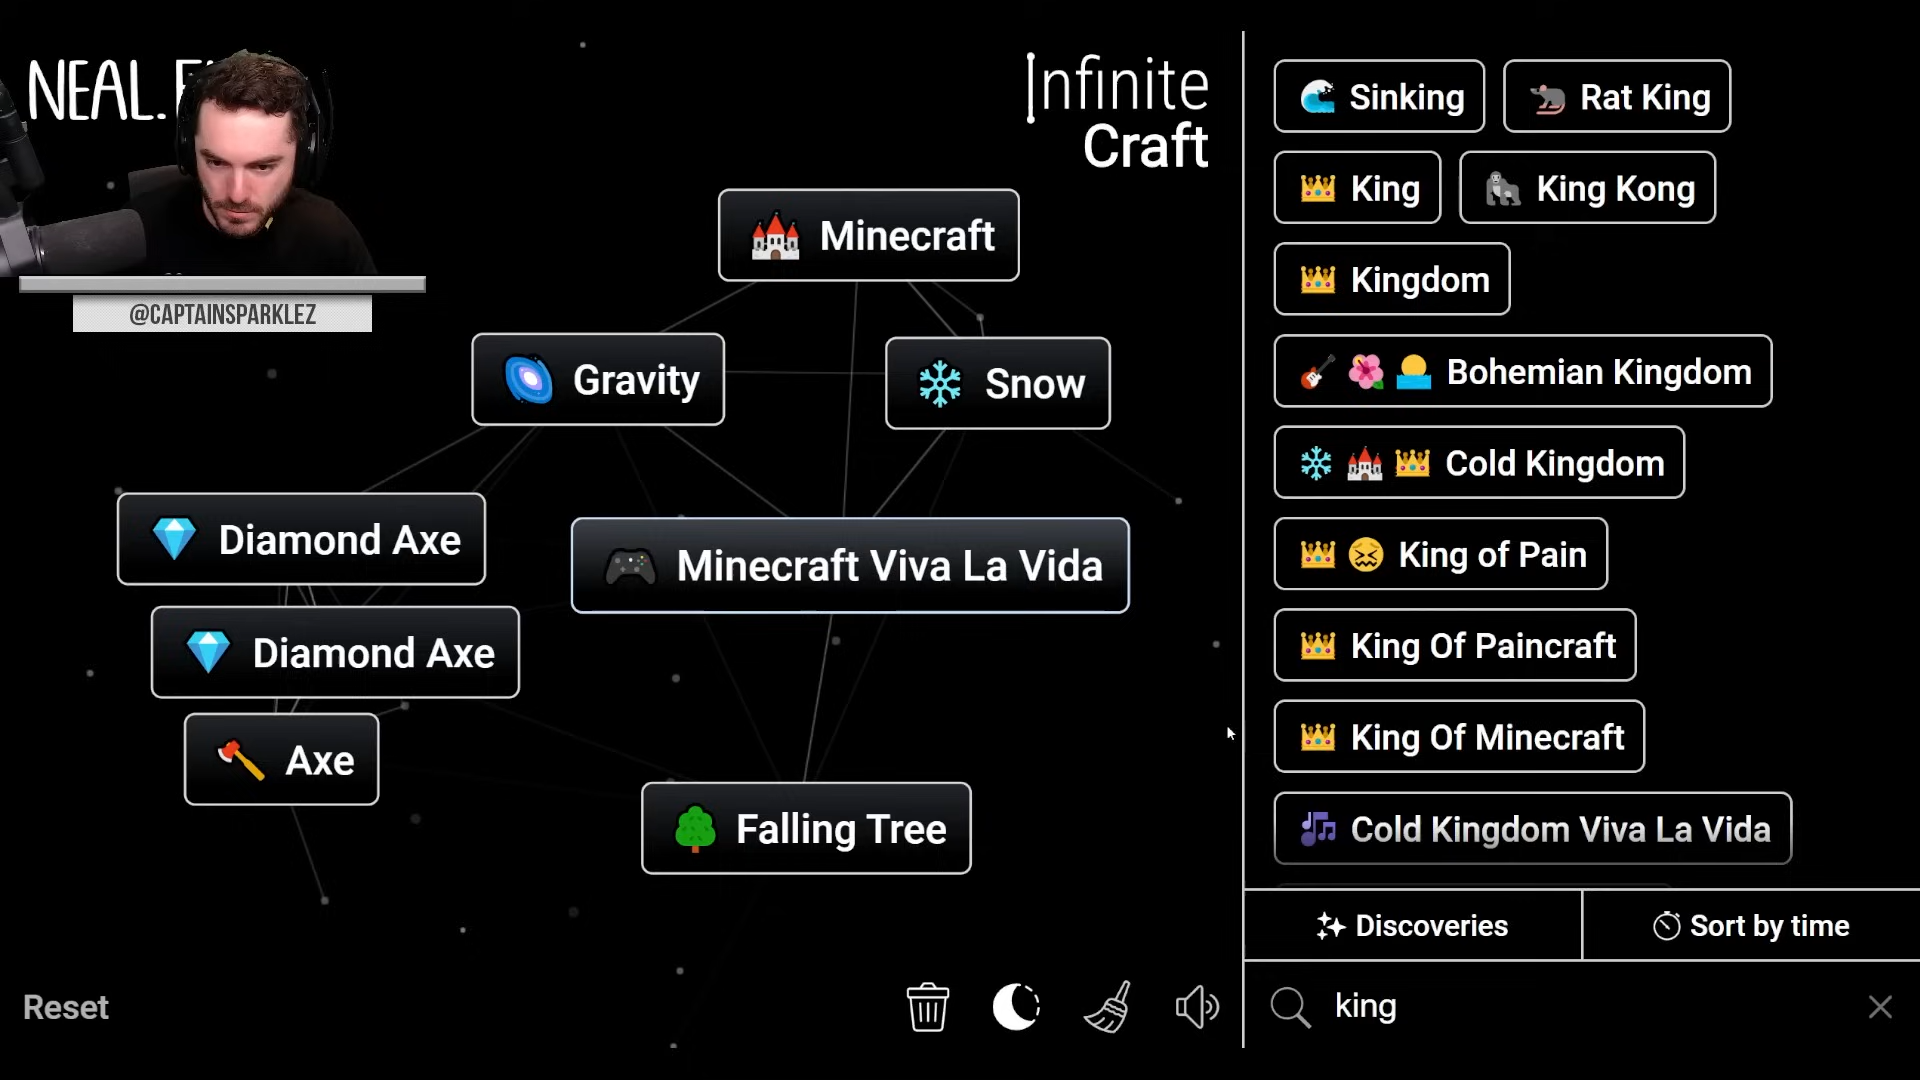 NEAL.
Infinite
Craft
@CAPTAINSPARKLEZ
Minecraft
Gravity
Snow
Diamond Axe
Minecraft Viva La Vida
Diamond Axe
Axe
Falling Tree
Reset
Sinking
Rat King
King
King Kong
Kingdom
Bohemian Kingdom
Cold Kingdom
King of Pain
King Of Paincraft
King Of Minecraft
Cold Kingdom Viva La Vida
Discoveries
Sort by time
king